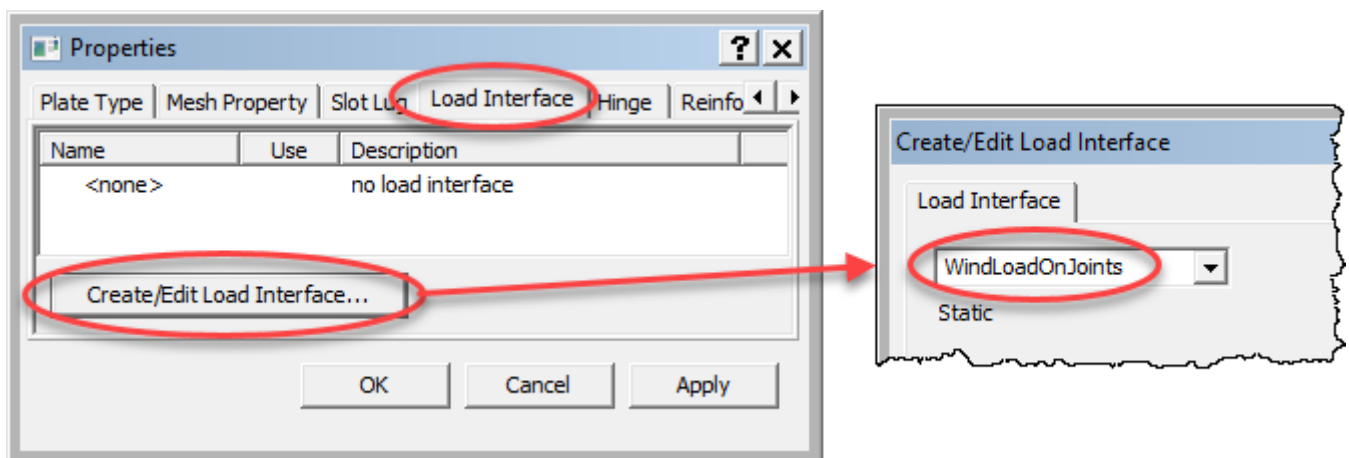 Properties
Plate Type Mesh Property Slot Lug Load Interface Hinge Reinfo
Name Use Description
<none> no load interface
Create/Edit Load Interface...
OK Cancel Apply
Create/Edit Load Interface
Load Interface
WindLoadOnJoints
Static